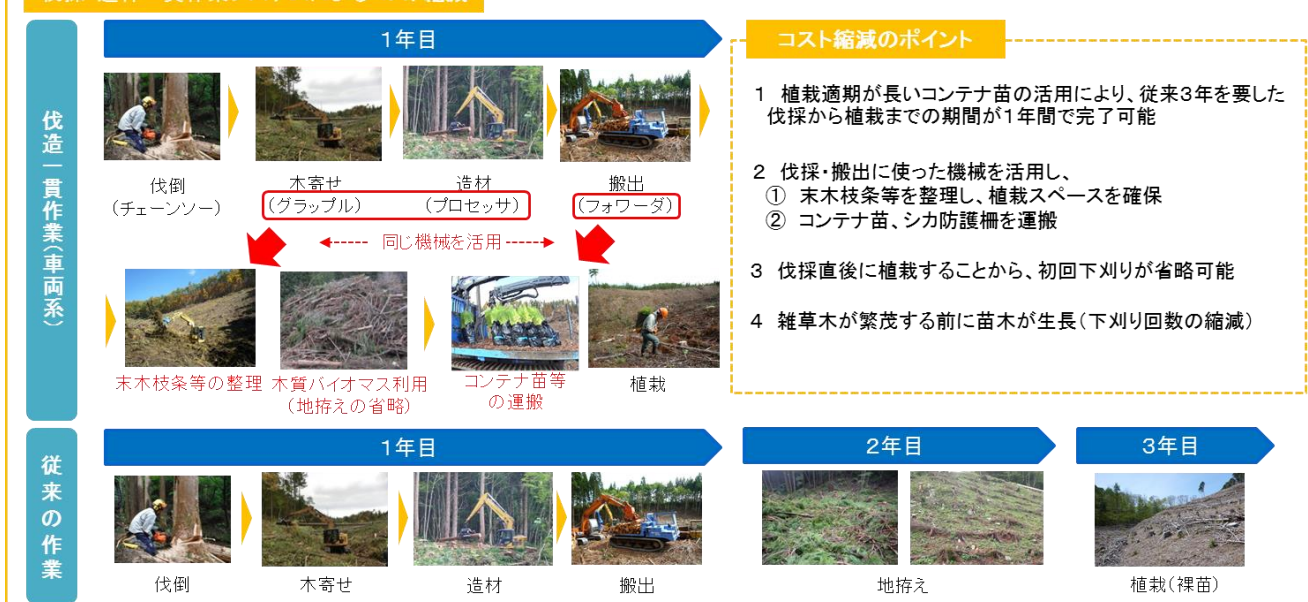 1年目
コスト縮減のポイント
伐造一貫作業(車両系)
伐倒
(チェーンソー)
木寄せ
(グラップル)
造材
(プロセッサ)
搬出
(フォワーダ)
同じ機械を活用
末木枝条等の整理
木質バイオマス利用
(地拵えの省略)
コンテナ苗等
の運搬
植栽
1 植栽適期が長いコンテナ苗の活用により、従来3年を要した
伐採から植栽までの期間が1年間で完了可能
2 伐採・搬出に使った機械を活用し、
① 末木枝条等を整理し、植栽スペースを確保
② コンテナ苗、シカ防護柵を運搬
3 伐採直後に植栽することから、初回下刈りが省略可能
4 雑草木が繁茂する前に苗木が生長(下刈り回数の縮減)
従来の作業
1年目
2年目
3年目
伐倒
木寄せ
造材
搬出
地拵え
植栽(裸苗)